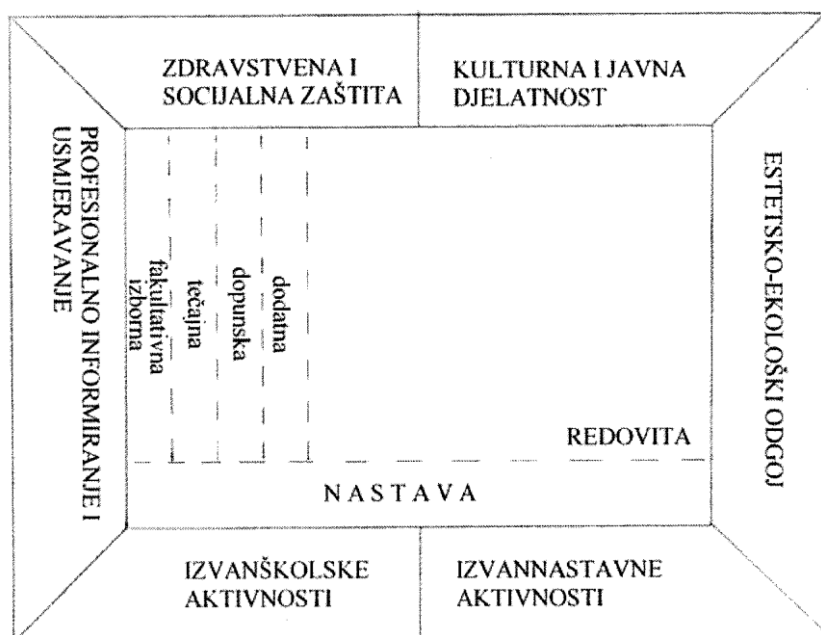 ZDRAVSTVENA I
SOCIJALNA ZAŠTITA
KULTURNA I JAVNA
DJELATNOST
PROFESIONALNO INFORMIRANJE I
USMJERAVANJE
fakultativna
izborna
tečajna
dopunska
dodatna
ESTETSKO-EKOLOŠKI ODGOJ
REDOVITA
NASTAVA
IZVANŠKOLSKE
AKTIVNOSTI
IZVANNASTAVNE
AKTIVNOSTI